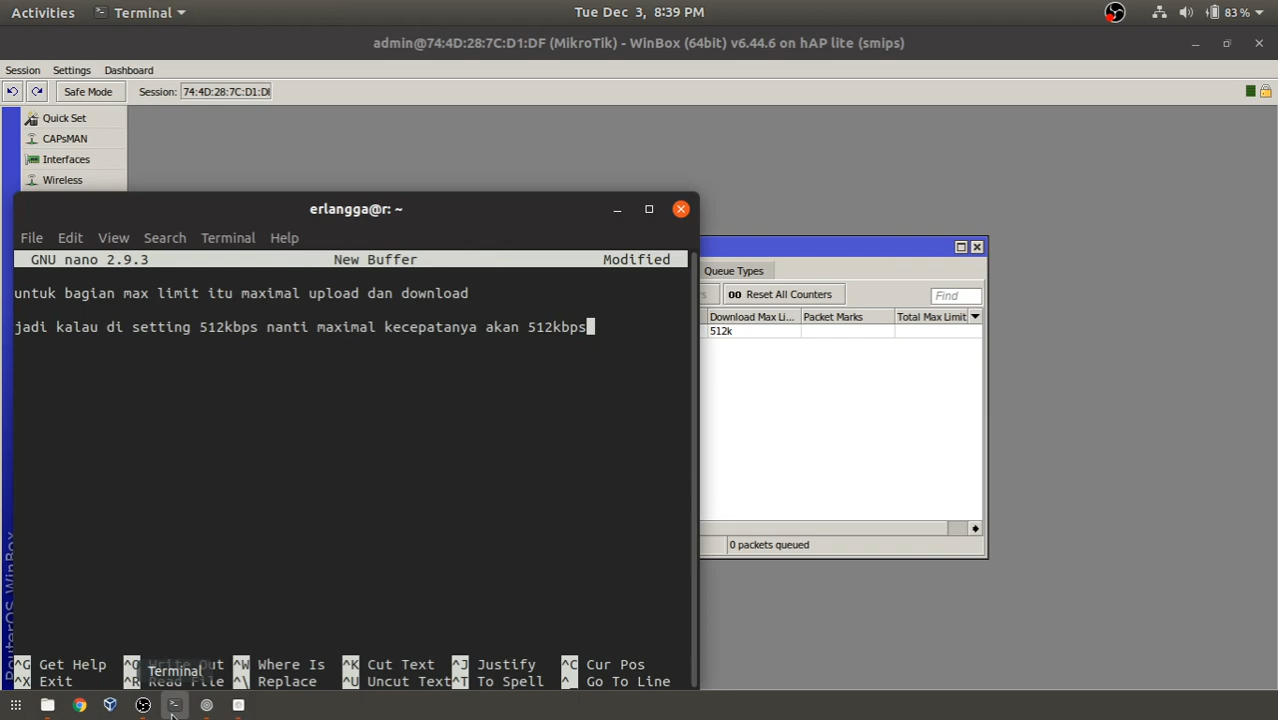 Activities Terminal Tue Dec 3, 8:39 PM 83 %
admin@74:4D:28:7C:D1:DF (MikroTik) - WinBox (64bit) v6.44.6 on hAP lite (smips)
Session Settings Dashboard
Safe Mode Session: 74:4D:28:7C:D1:D
Quick Set
CAPsMAN
Interfaces
Wireless
erlangga@r: ~
File Edit View Search Terminal Help
GNU nano 2.9.3 New Buffer Modified
untuk bagian max limit itu maximal upload dan download
jadi kalau di setting 512kbps nanti maximal kecepatanya akan 512kbps
^G Get Help ^O Write Out ^W Where Is ^K Cut Text ^J Justify ^C Cur Pos
^X Exit ^R Read File ^\ Replace ^U Uncut Text ^T To Spell ^_ Go To Line
Terminal
Queue Types
00 Reset All Counters Find
Download Max Li... Packet Marks Total Max Limit
512k
0 packets queued
RouterOS WinBox